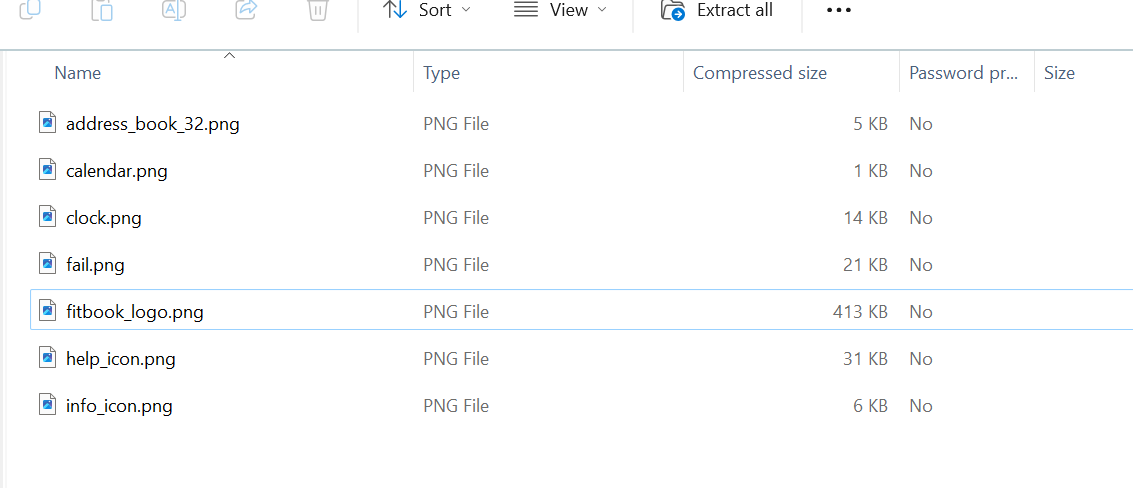 Sort View Extract all
Name Type Compressed size Password pr... Size
address_book_32.png PNG File 5 KB No
calendar.png PNG File 1 KB No
clock.png PNG File 14 KB No
fail.png PNG File 21 KB No
fitbook_logo.png PNG File 413 KB No
help_icon.png PNG File 31 KB No
info_icon.png PNG File 6 KB No